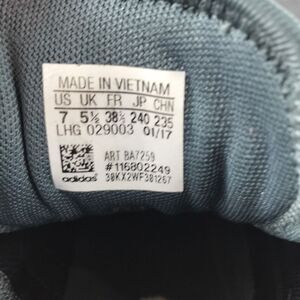 MADE IN VIETNAM
US UK FR JP CHN
7 5½ 38⅔ 240 235
LHG 029003 01/17
ART BA7259
#116802249
adidas 38KX2WF381267